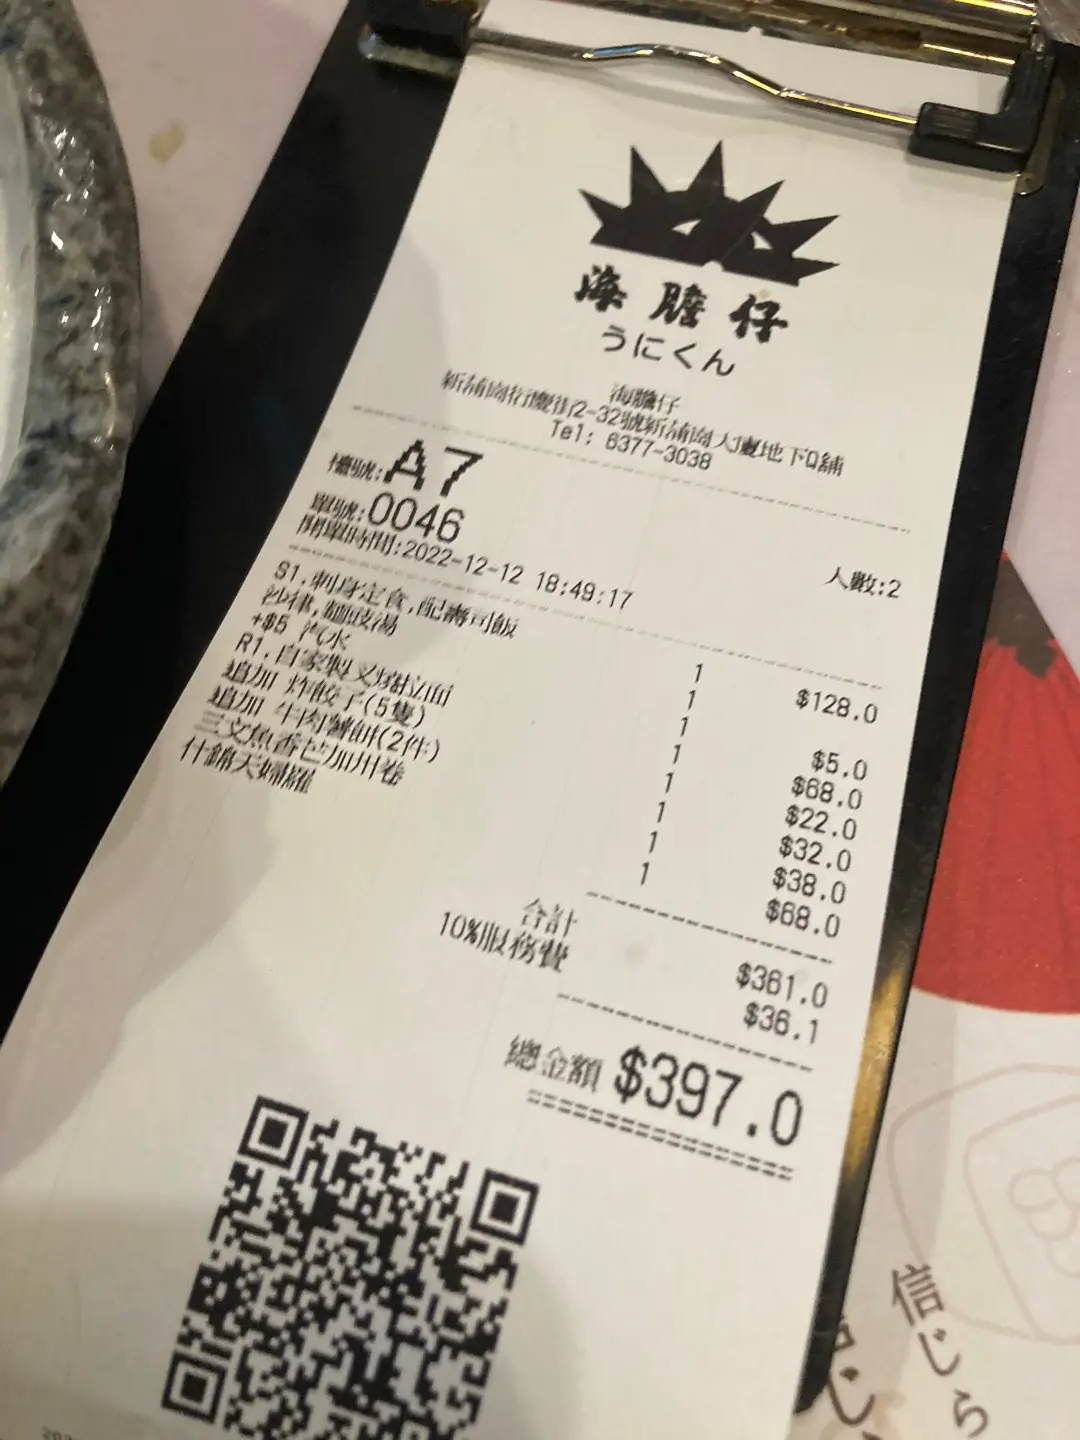 海膽仔
うにくん
海膽仔
新蒲崗衍慶街2-32號新蒲崗大廈地下Q舖
Tel: 6377-3038
檯號:A7
單號:0046
人數:2
開單時間:2022-12-12 18:49:17
S1.刺身定食,配壽司飯 1 $128.0
沙律,麵豉湯 1
+$5 汽水 1 $5.0
R1.自家製叉燒拉麵 1 $68.0
追加 炸餃子(5隻) 1 $22.0
追加 牛肉薯餅(2件) 1 $32.0
三文魚香芒加州卷 1 $38.0
什錦天婦羅 1 $68.0
合計 $361.0
10%服務費 $36.1
總金額 $397.0
信じら